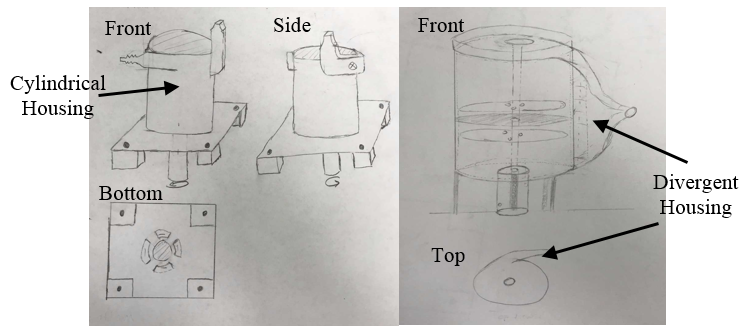 Front
Side
Front
Cylindrical
Housing
Bottom
Divergent
Housing
Top